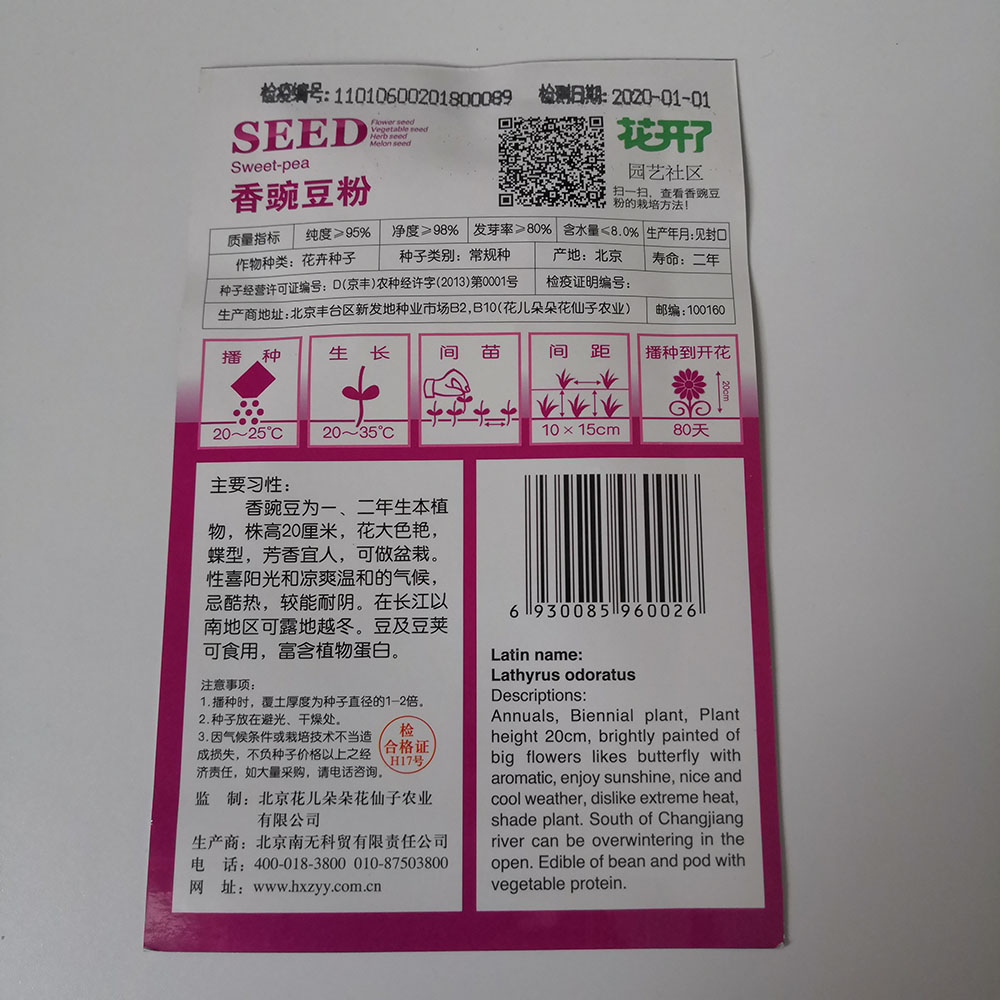 检疫编号:11010600201800089 检测日期:2020-01-01
SEED
Flower seed
Vegetable seed
Herb seed
Melon seed
Sweet-pea
香豌豆粉
花开了
园艺社区
扫一扫，查看香豌豆
粉的栽培方法！
质量指标 纯度≥95% 净度≥98% 发芽率≥80% 含水量≤8.0% 生产年月:见封口
作物种类：花卉种子 种子类别：常规种 产地：北京 寿命：二年
种子经营许可证编号：D(京丰)农种经许字(2013)第0001号 检疫证明编号：
生产商地址:北京丰台区新发地种业市场B2,B10(花儿朵朵花仙子农业) 邮编:100160
播种 生长 间苗 间距 播种到开花
20cm
20～25℃ 20～35℃ 10×15cm 80天
主要习性：
香豌豆为一、二年生本植
物，株高20厘米，花大色艳，
蝶型，芳香宜人，可做盆栽。
性喜阳光和凉爽温和的气候，
忌酷热，较能耐阴。在长江以
南地区可露地越冬。豆及豆荚
可食用，富含植物蛋白。
注意事项：
1.播种时，覆土厚度为种子直径的1-2倍。
2.种子放在避光、干燥处。
3.因气候条件或栽培技术不当造
成损失，不负种子价格以上之经
济责任，如大量采购，请电话咨询。
检
合格证
H17号
监 制：北京花儿朵朵花仙子农业
有限公司
生产商：北京南无科贸有限责任公司
电 话：400-018-3800 010-87503800
网 址：www.hxzyy.com.cn
6 930085 960026
Latin name:
Lathyrus odoratus
Descriptions:
Annuals, Biennial plant, Plant
height 20cm, brightly painted of
big flowers likes butterfly with
aromatic, enjoy sunshine, nice and
cool weather, dislike extreme heat,
shade plant. South of Changjiang
river can be overwintering in the
open. Edible of bean and pod with
vegetable protein.